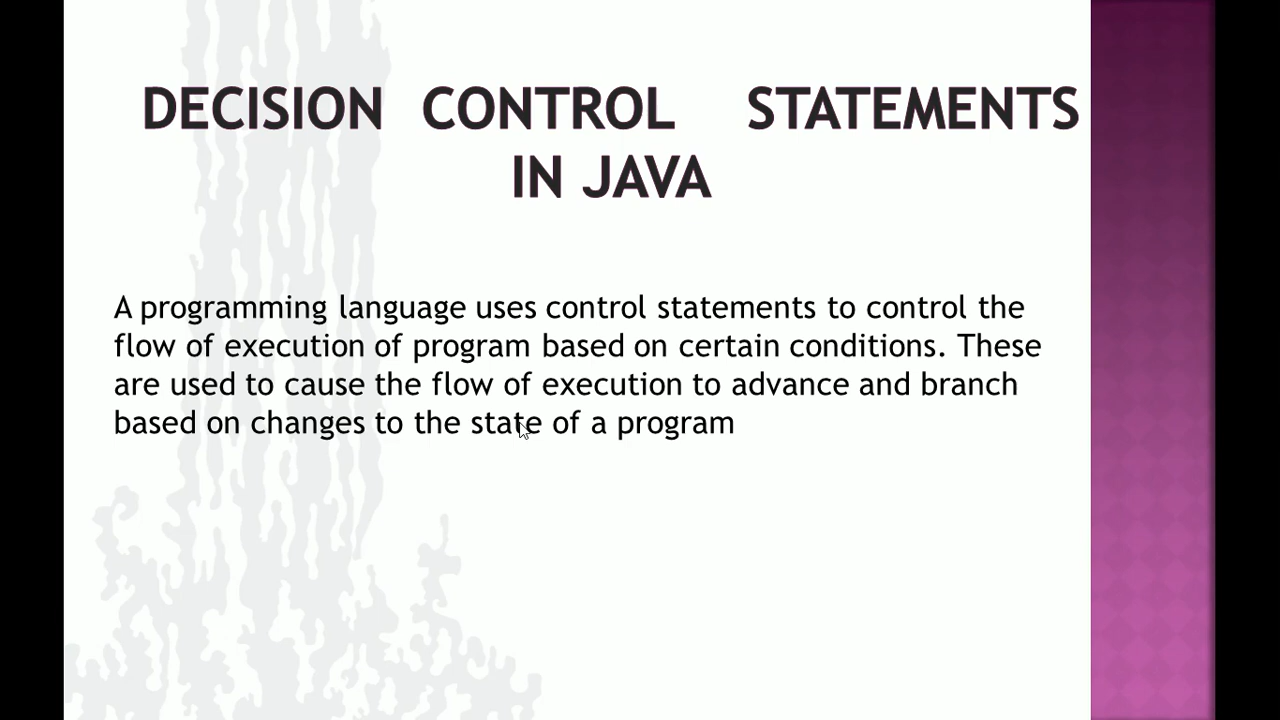 DECISION CONTROL STATEMENTS
IN JAVA
A programming language uses control statements to control the
flow of execution of program based on certain conditions. These
are used to cause the flow of execution to advance and branch
based on changes to the state of a program